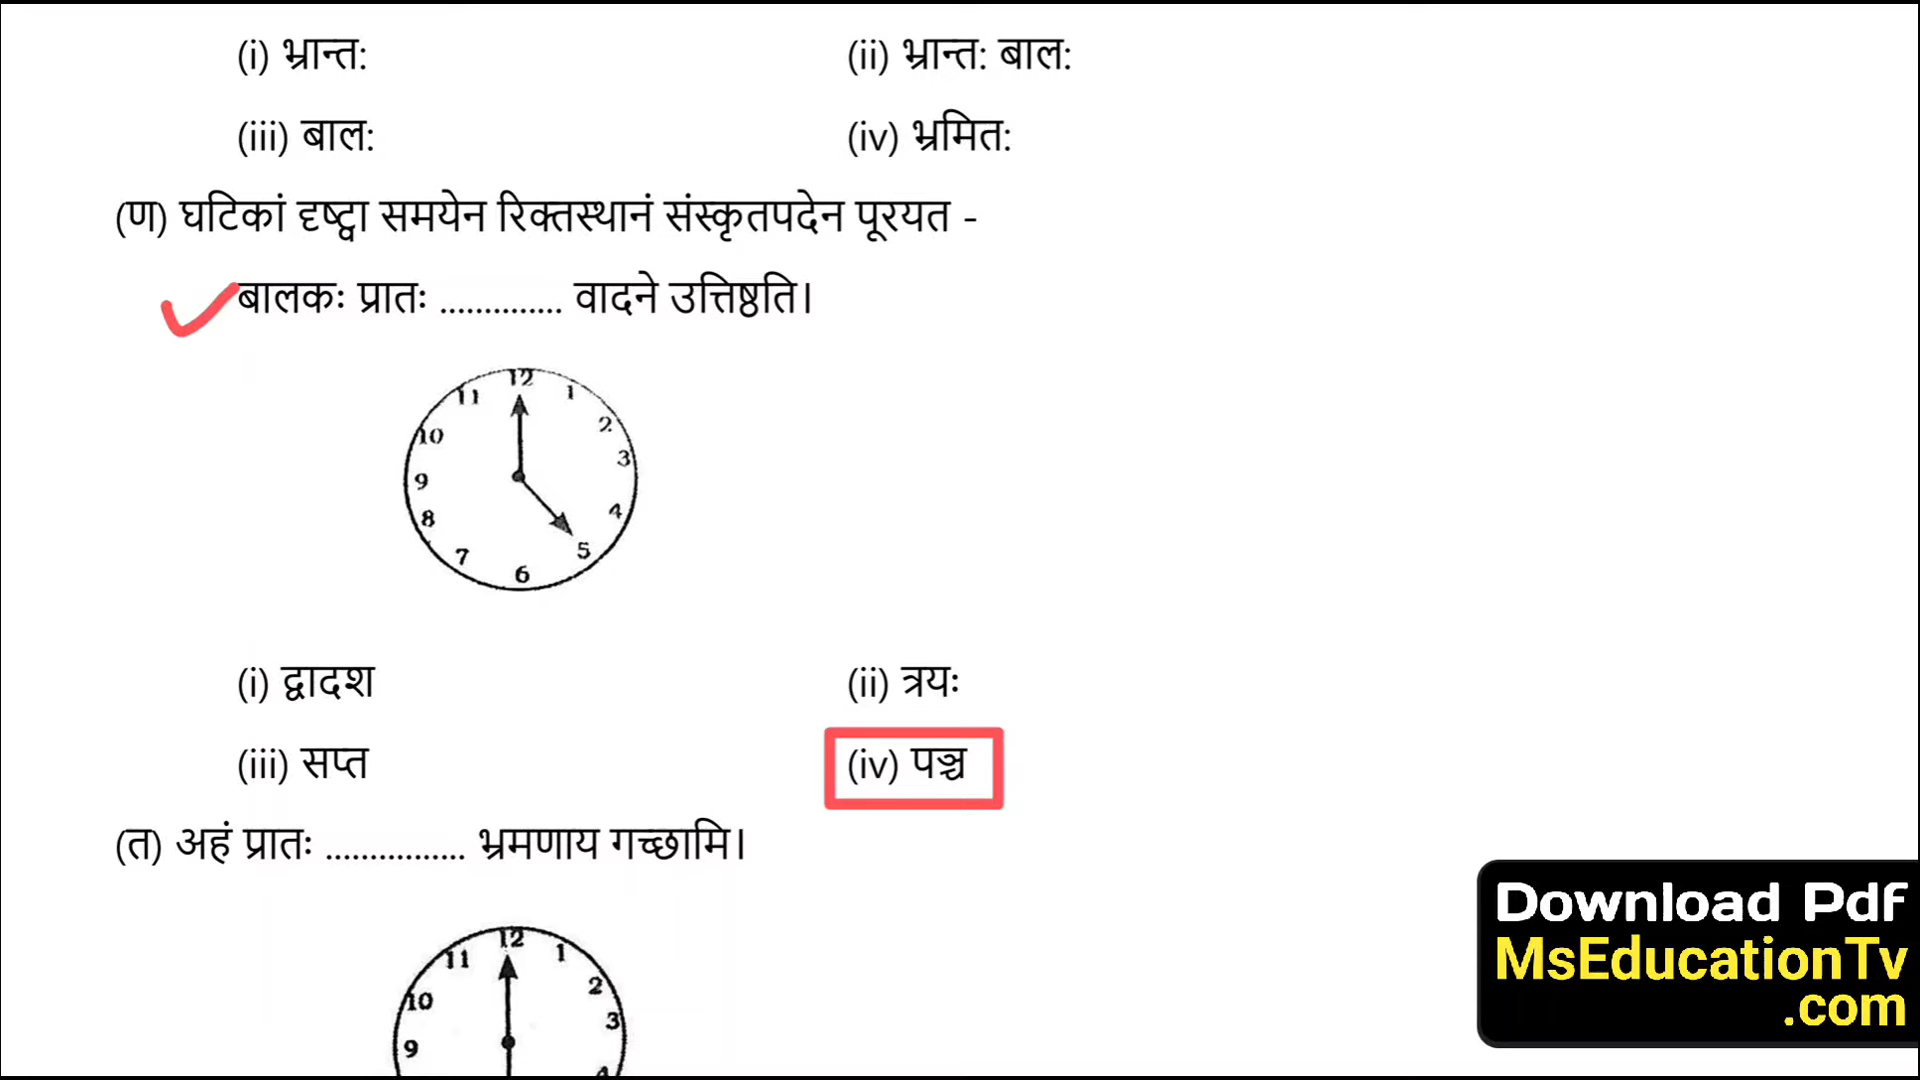 (i) भ्रान्त:
(ii) भ्रान्त: बाल:
(iii) बाल:
(iv) भ्रमित:
(ण) घटिकां दृष्ट्वा समयेन रिक्तस्थानं संस्कृतपदेन पूरयत -
बालकः प्रातः .............. वादने उत्तिष्ठति।
12
11
1
10
2
9
3
8
4
7
5
6
(i) द्वादश
(ii) त्रयः
(iii) सप्त
(iv) पञ्च
(त) अहं प्रातः ................ भ्रमणाय गच्छामि।
12
11
1
10
2
9
3
4
Download Pdf
MsEducationTv
.com